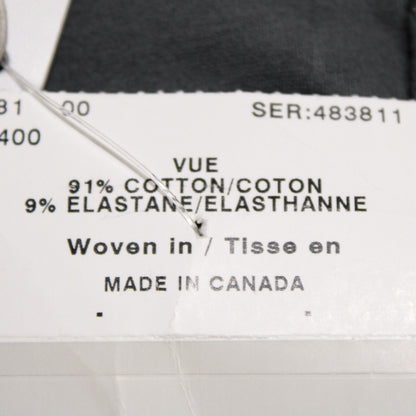 81 00 SER:483811
400
VUE
91% COTTON/COTON
9% ELASTANE/ELASTHANNE
Woven in / Tisse en
MADE IN CANADA